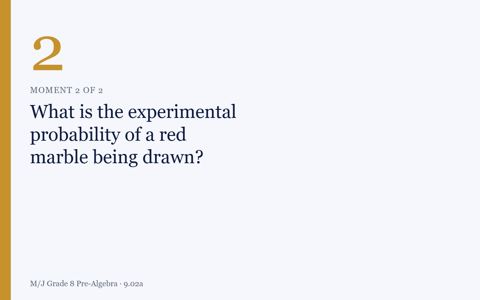 2
MOMENT 2 OF 2
What is the experimental
probability of a red
marble being drawn?
M/J Grade 8 Pre-Algebra · 9.02a